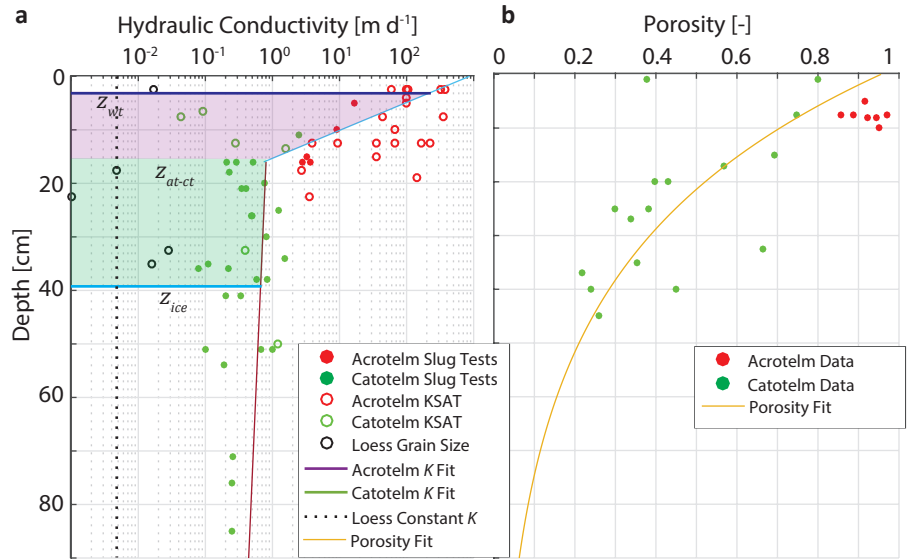 a
Hydraulic Conductivity [m d⁻¹]
10⁻² 10⁻¹ 10⁰ 10¹ 10²
Depth [cm]
0
20
40
60
80
z_wt
z_at-ct
z_ice
Acrotelm Slug Tests
Catotelm Slug Tests
Acrotelm KSAT
Catotelm KSAT
Loess Grain Size
Acrotelm K Fit
Catotelm K Fit
Loess Constant K
Porosity Fit
b
Porosity [-]
0 0.2 0.4 0.6 0.8 1
Acrotelm Data
Catotelm Data
Porosity Fit